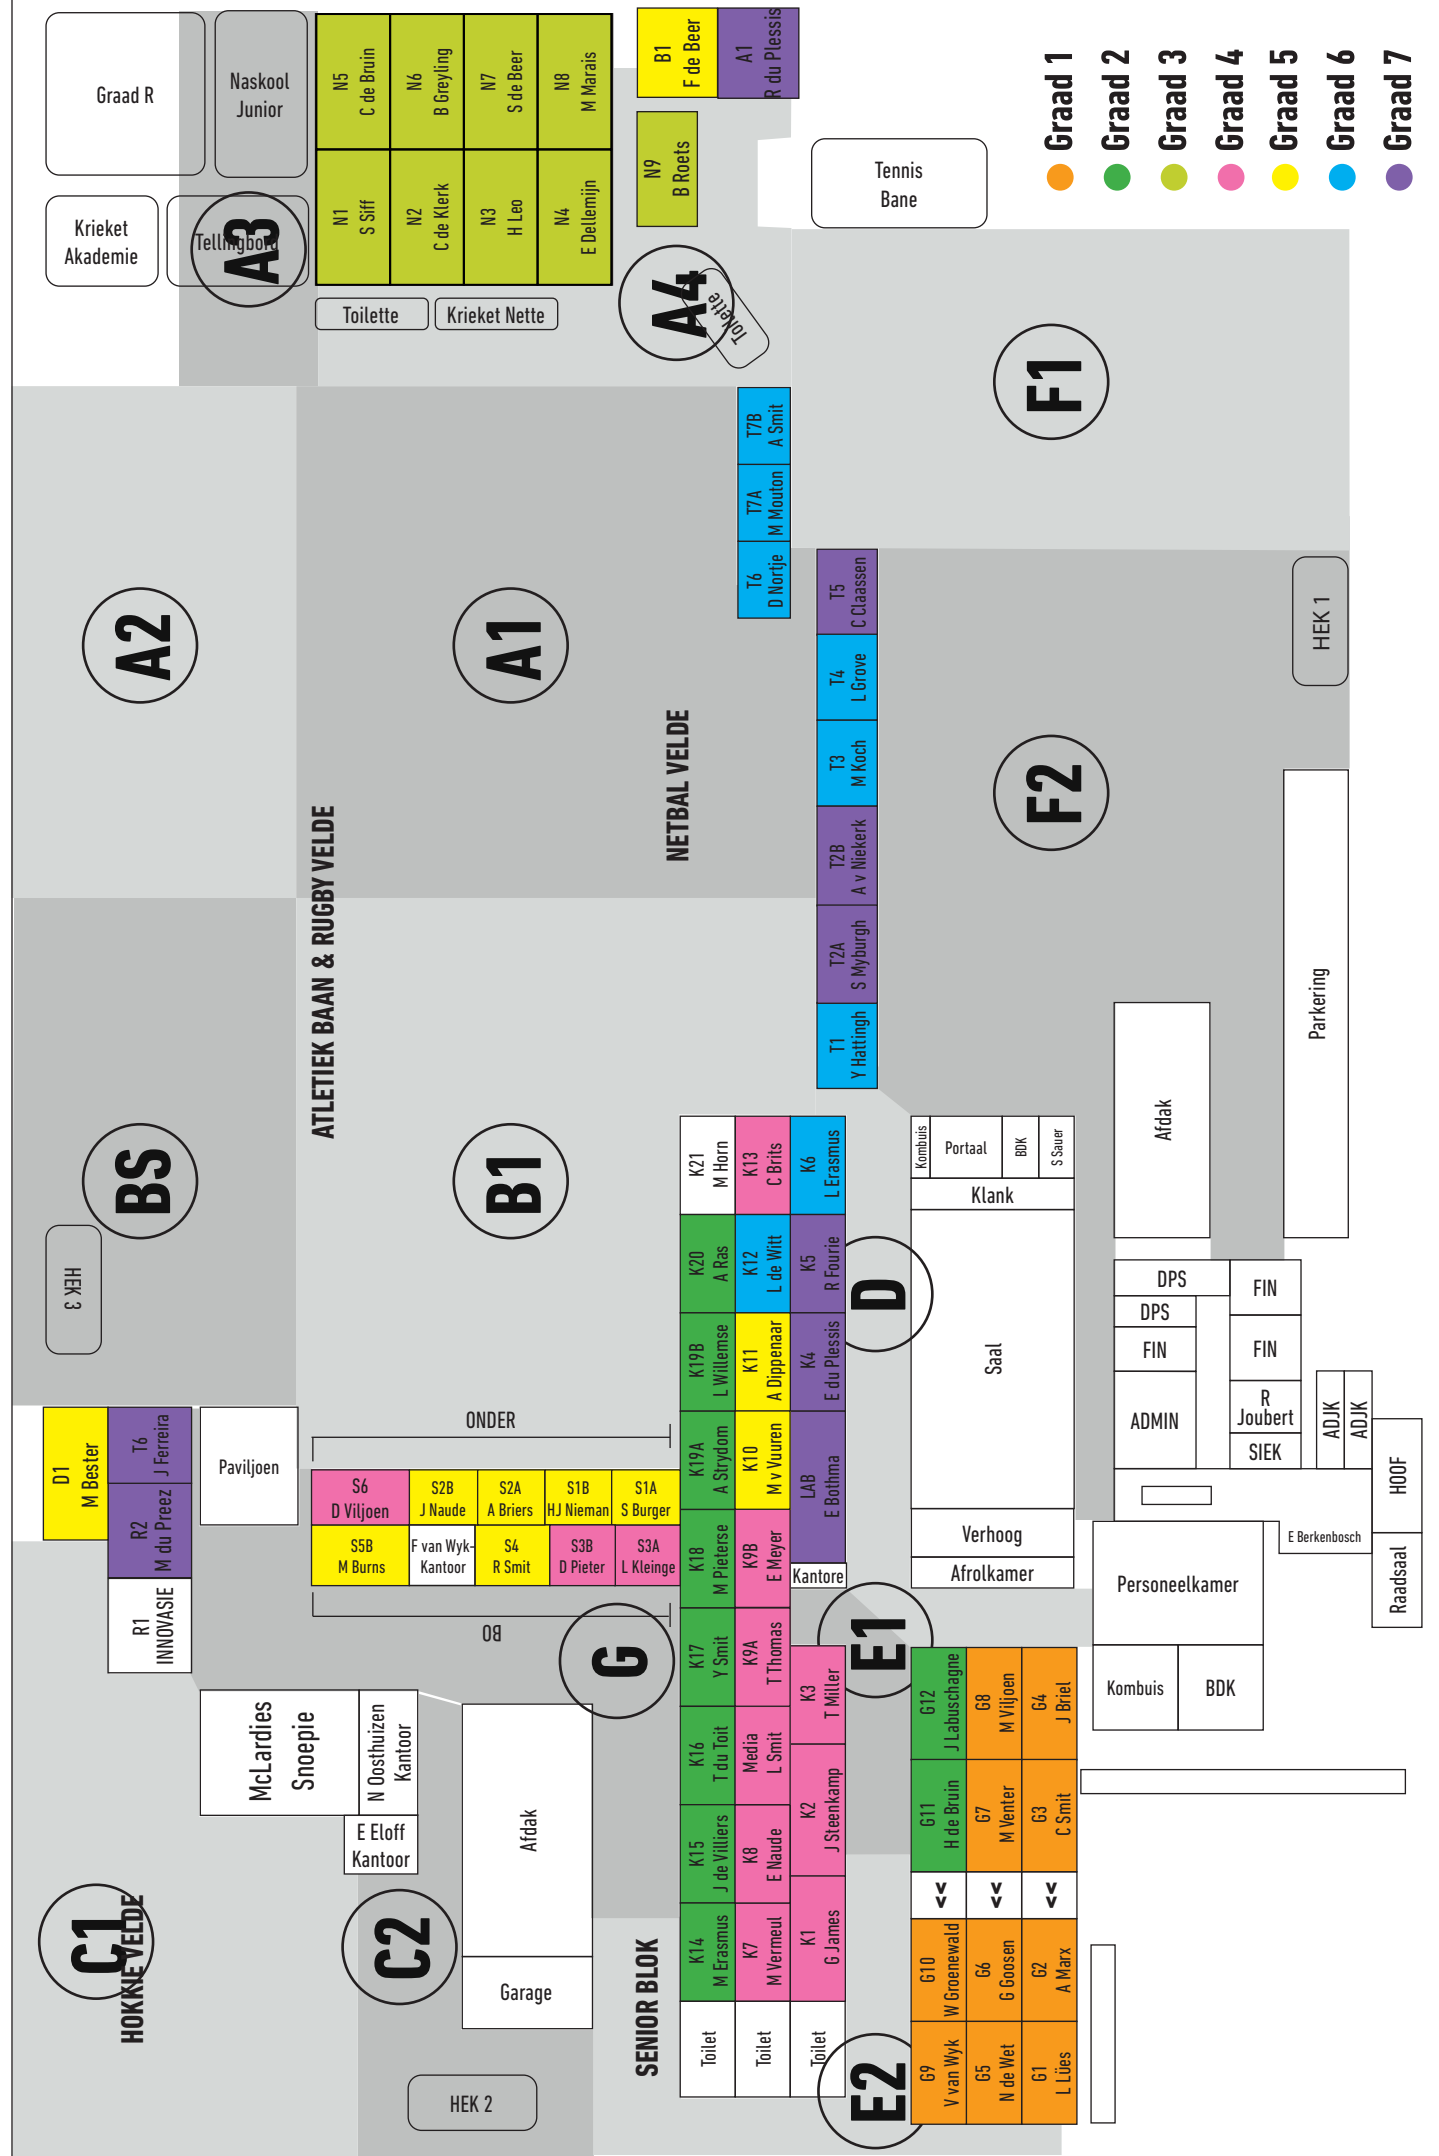 Graad R
Naskool
Junior
Krieket
Akademie
Tellingbord
A3
N5
C de Bruin
N6
B Greyling
N7
S de Beer
N8
M Marais
N1
S Siff
N2
C de Klerk
N3
H Leo
N4
E Dellemijn
Toilette
Krieket Nette
B1
F de Beer
A1
R du Plessis
N9
B Roets
A4
Toilette
Tennis
Bane
Graad 1
Graad 2
Graad 3
Graad 4
Graad 5
Graad 6
Graad 7
F1
T7B
A Smit
T7A
M Mouton
T6
D Nortje
A2
A1
NETBAL VELDE
ATLETIEK BAAN & RUGBY VELDE
T5
C Claassen
T4
L Grove
T3
M Koch
T2B
A v Niekerk
T2A
S Myburgh
T1
Y Hattingh
F2
HEK 1
Parkering
Afdak
BS
HEK 3
B1
K21
M Horn
K13
C Brits
K6
L Erasmus
K20
A Ras
K12
L de Witt
K5
R Fourie
K19B
L Willemse
K11
A Dippenaar
K4
E du Plessis
K19A
A Strydom
K10
M v Vuuren
LAB
E Bothma
K18
M Pieterse
K9B
E Meyer
Kantore
K17
Y Smit
K9A
T Thomas
K3
T Miller
K16
T du Toit
Media
L Smit
K2
J Steenkamp
K15
J de Villiers
K8
E Naude
K14
M Erasmus
K7
M Vermeul
K1
G James
Toilet
Toilet
Toilet
D
Kombuis
Portaal
BDK
S Sauer
Klank
Saal
Verhoog
Afrolkamer
DPS
DPS
FIN
FIN
FIN
ADMIN
R
Joubert
SIEK
ADJK
ADJK
HOOF
E Berkenbosch
Raadsaal
Personeelkamer
Kombuis
BDK
D1
M Bester
T6
J Ferreira
R2
M du Preez
R1
INNOVASIE
Paviljoen
ONDER
S6
D Viljoen
S2B
J Naude
S2A
A Briers
S1B
HJ Nieman
S1A
S Burger
S5B
M Burns
F van Wyk-
Kantoor
S4
R Smit
S3B
D Pieter
S3A
L Kleinge
BO
G
E1
McLardies
Snoepie
N Oosthuizen
Kantoor
E Eloff
Kantoor
Afdak
Garage
C1
HOKKIE VELDE
C2
SENIOR BLOK
HEK 2
E2
G12
J Labuschagne
G8
M Viljoen
G4
J Briel
G11
H de Bruin
G7
M Venter
G3
C Smit
<<
<<
<<
G10
W Groenewald
G6
G Goosen
G2
A Marx
G9
V van Wyk
G5
N de Wet
G1
L Lües